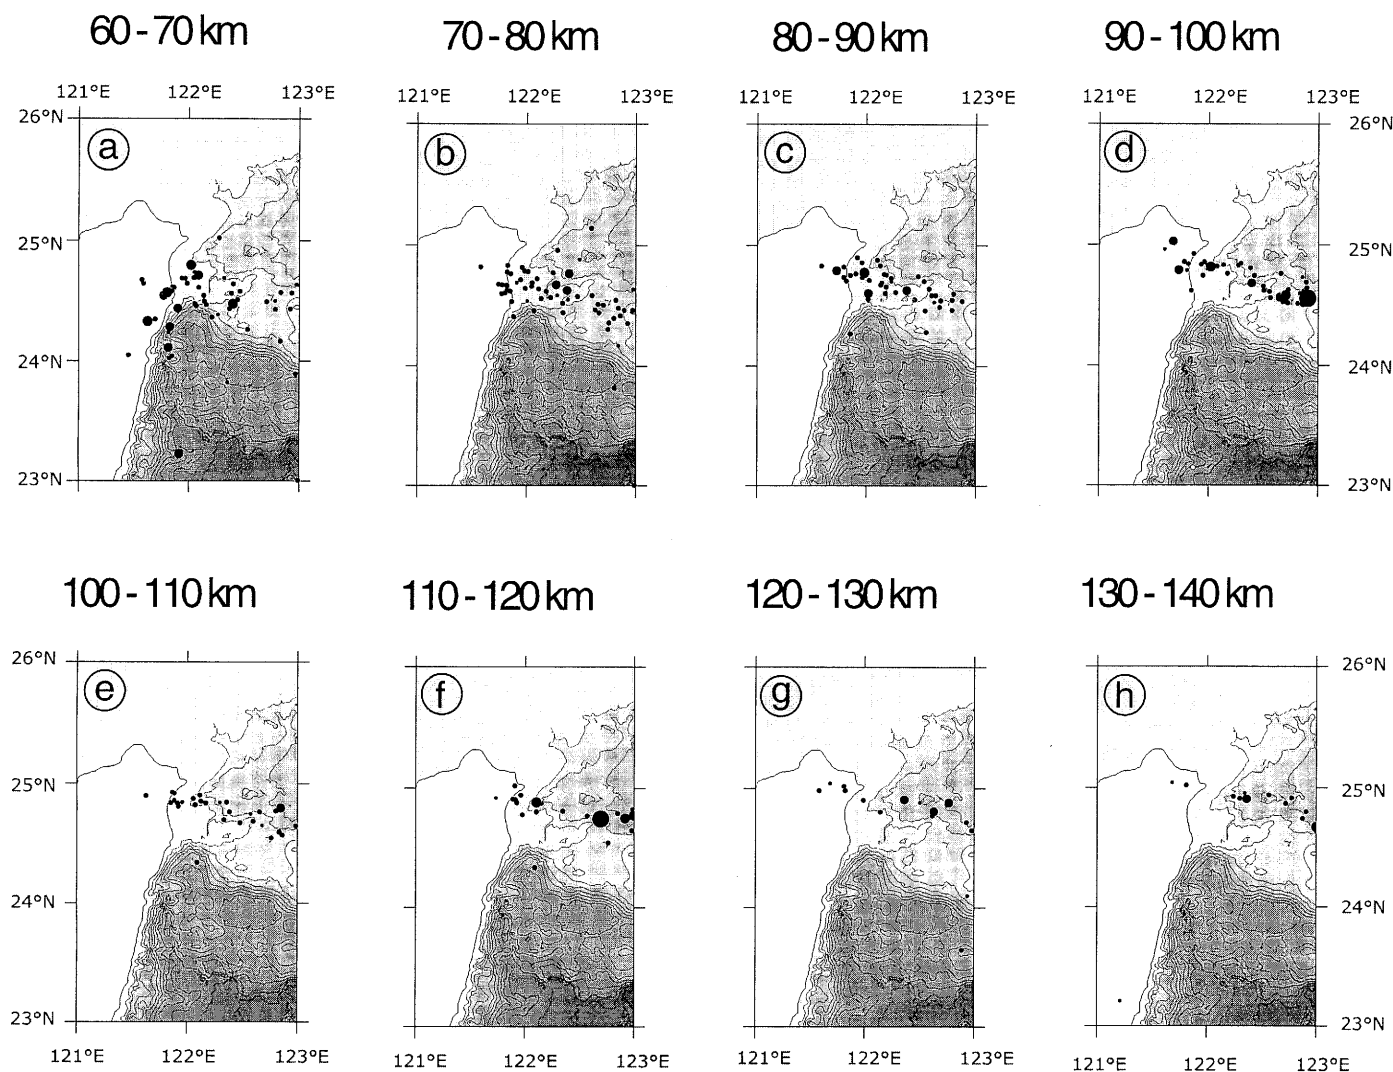 60 - 70 km 70 - 80 km 80 - 90 km 90 - 100 km
121°E 122°E 123°E 121°E 122°E 123°E 121°E 122°E 123°E 121°E 122°E 123°E
26°N 26°N
a b c d
25°N 25°N
24°N 24°N
23°N 23°N
100 - 110 km 110 - 120 km 120 - 130 km 130 - 140 km
26°N 26°N
e f g h
25°N 25°N
24°N 24°N
23°N 23°N
121°E 122°E 123°E 121°E 122°E 123°E 121°E 122°E 123°E 121°E 122°E 123°E